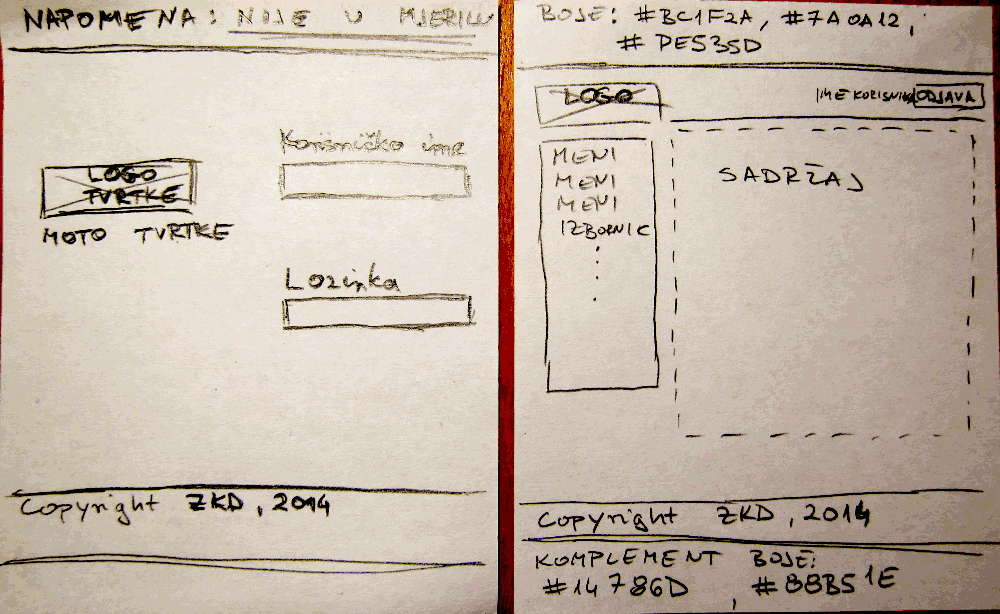 NAPOMENA: NIJE U MJERILU
LOGO
TVRTKE
MOTO TVRTKE
Korisničko ime
Lozinka
Copyright ZKD, 2014
BOJE: #BC1F2A, #7A0A12,
#DE535D
LOGO
IME KORISNIKA
ODJAVA
MENI
MENI
MENI
IZBORNIK
SADRŽAJ
Copyright ZKD, 2014
KOMPLEMENT BOJE:
#14786D, #88B51E